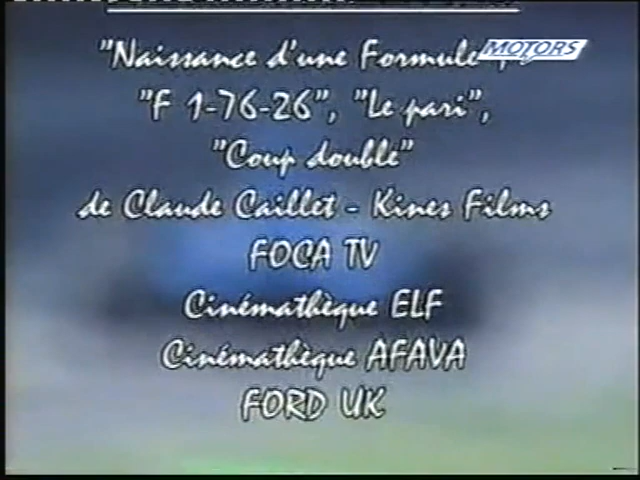 "Naissance d'une Formule
MOTORS
"F 1-76-26", "Le pari",
"Coup double"
de Claude Caillet - Kines Films
FOCA TV
Cinémathèque ELF
Cinémathèque AFAVA
FORD UK